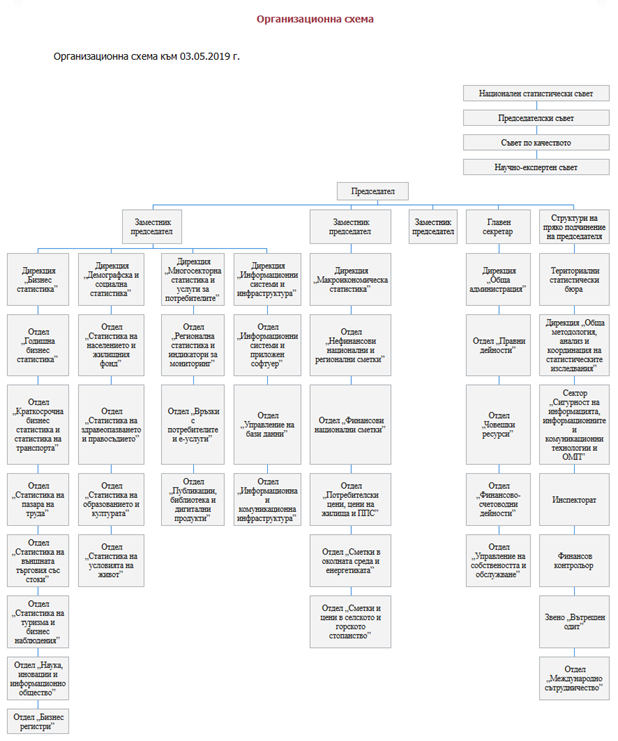 Организационна схема
Организационна схема към 03.05.2019 г.
Национален статистически съвет
Председателски съвет
Съвет по качеството
Научно-експертен съвет
Председател
Заместник
председател
Заместник
председател
Заместник
председател
Главен
секретар
Структури на
пряко подчинение
на председателя
Дирекция
„Бизнес
статистика”
Отдел
„Годишна
бизнес
статистика”
Отдел
„Краткосрочна
бизнес
статистика и
статистика на
транспорта”
Отдел
„Статистика на
пазара на
труда”
Отдел
„Статистика на
външната
търговия със
стоки”
Отдел
„Статистика на
туризма и
бизнес
наблюдения”
Отдел „Наука,
иновации и
информационно
общество”
Отдел „Бизнес
регистри”
Дирекция
„Демографска и
социална
статистика”
Отдел
„Статистика на
населението и
жилищния
фонд”
Отдел
„Статистика на
здравеопазването
и правосъдието”
Отдел
„Статистика на
образованието и
културата”
Отдел
„Статистика на
условията на
живот”
Дирекция
„Многосекторна
статистика и
услуги за
потребителите”
Отдел
„Регионална
статистика и
индикатори за
мониторинг”
Отдел „Връзки
с
потребителите
и е-услуги”
Отдел
„Публикации,
библиотека и
дигитални
продукти”
Дирекция
„Информационни
системи и
инфраструктура”
Отдел
„Информационни
системи и
приложен
софтуер”
Отдел
„Управление на
бази данни”
Отдел
„Информационна
и
комуникационна
инфраструктура”
Дирекция
„Макроикономическа
статистика”
Отдел
„Нефинансови
национални и
регионални сметки”
Отдел „Финансови
национални сметки”
Отдел
„Потребителски
цени, цени на
жилища и ППС”
Отдел „Сметки в
околната среда и
енергетиката”
Отдел „Сметки и
цени в селското и
горското
стопанство”
Дирекция
„Обща
администрация”
Отдел „Правни
дейности”
Отдел
„Човешки
ресурси”
Отдел
„Финансово-
счетоводни
дейности”
Отдел
„Управление на
собствеността и
обслужване”
Териториални
статистически
бюра
Дирекция „Обща
методология,
анализ и
координация на
статистическите
изследвания”
Сектор
„Сигурност на
информацията,
информационните
и
комуникационни
технологии и
ОМП”
Инспекторат
Финансов
контрольор
Звено „Вътрешен
одит”
Отдел
„Международно
сътрудничество”